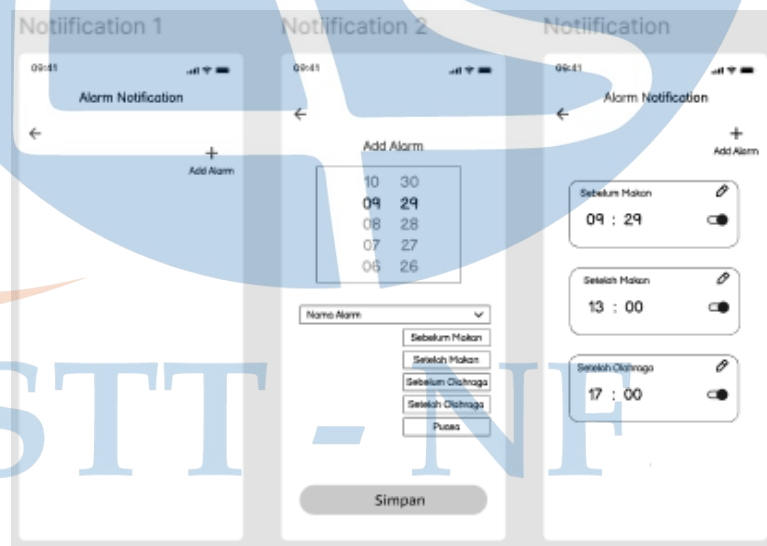 Notiification 1
09:41
Alarm Notification
+
Add Alarm
Notiification 2
09:41
Add Alarm
10 30
09 29
08 28
07 27
06 26
Nama Alarm
Sebelum Makan
Setelah Makan
Sebelum Olahraga
Setelah Olahraga
Puasa
Simpan
Notiification
09:41
Alarm Notification
+
Add Alarm
Sebelum Makan
09 : 29
Setelah Makan
13 : 00
Setelah Olahraga
17 : 00
STT - NF